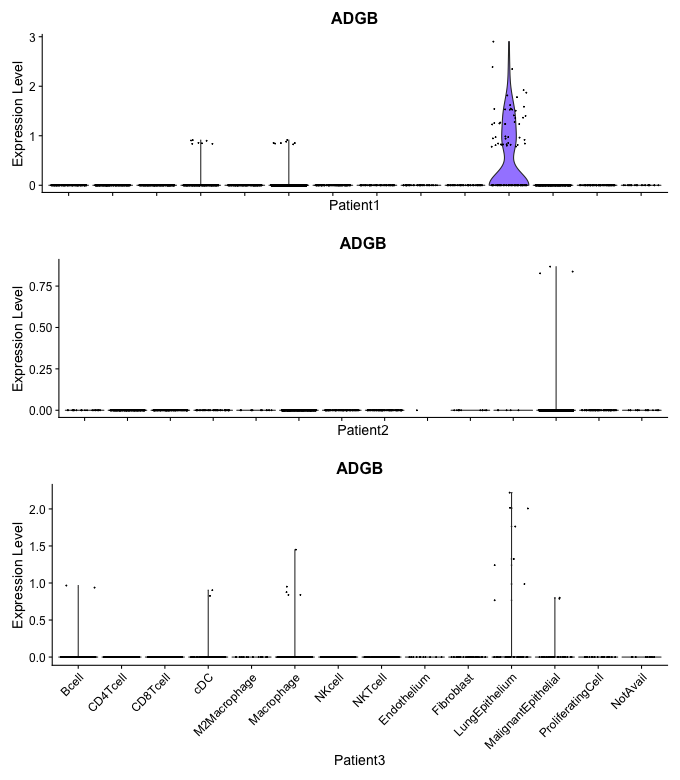 ADGB
Expression Level
3
2
1
0
Patient1
ADGB
Expression Level
0.75
0.50
0.25
0.00
Patient2
ADGB
Expression Level
2.0
1.5
1.0
0.5
0.0
Bcell
CD4Tcell
CD8Tcell
cDC
M2Macrophage
Macrophage
NKcell
NKTcell
Endothelium
Fibroblast
LungEpithelium
MalignantEpithelial
ProliferatingCell
NotAvail
Patient3